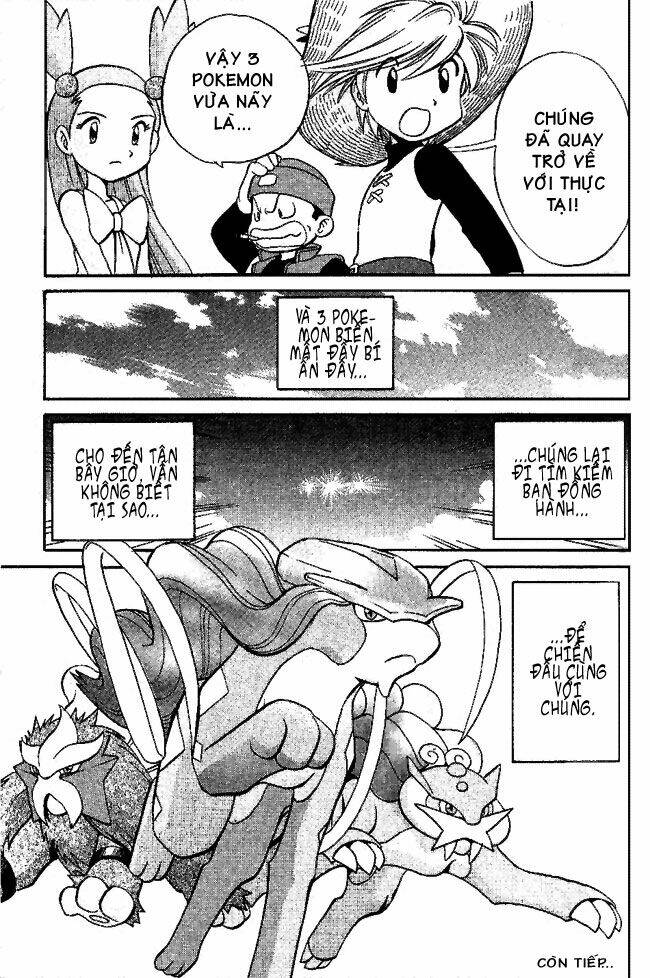 VẬY 3
POKEMON
VỪA NÃY
LÀ...
CHÚNG
ĐÃ QUAY
TRỞ VỀ
VỚI THỰC
TẠI!
VÀ 3 POKE-
MON BIẾN
MẤT ĐẦY BÍ
ẨN ĐÂY...
CHO ĐẾN TẬN
BÂY GIỜ, VẪN
KHÔNG BIẾT
TẠI SAO...
...CHÚNG LẠI
ĐI TÌM KIẾM
BẠN ĐỒNG
HÀNH...
...ĐỂ
CHIẾN
ĐẤU CÙNG
VỚI
CHÚNG.
CÒN TIẾP...